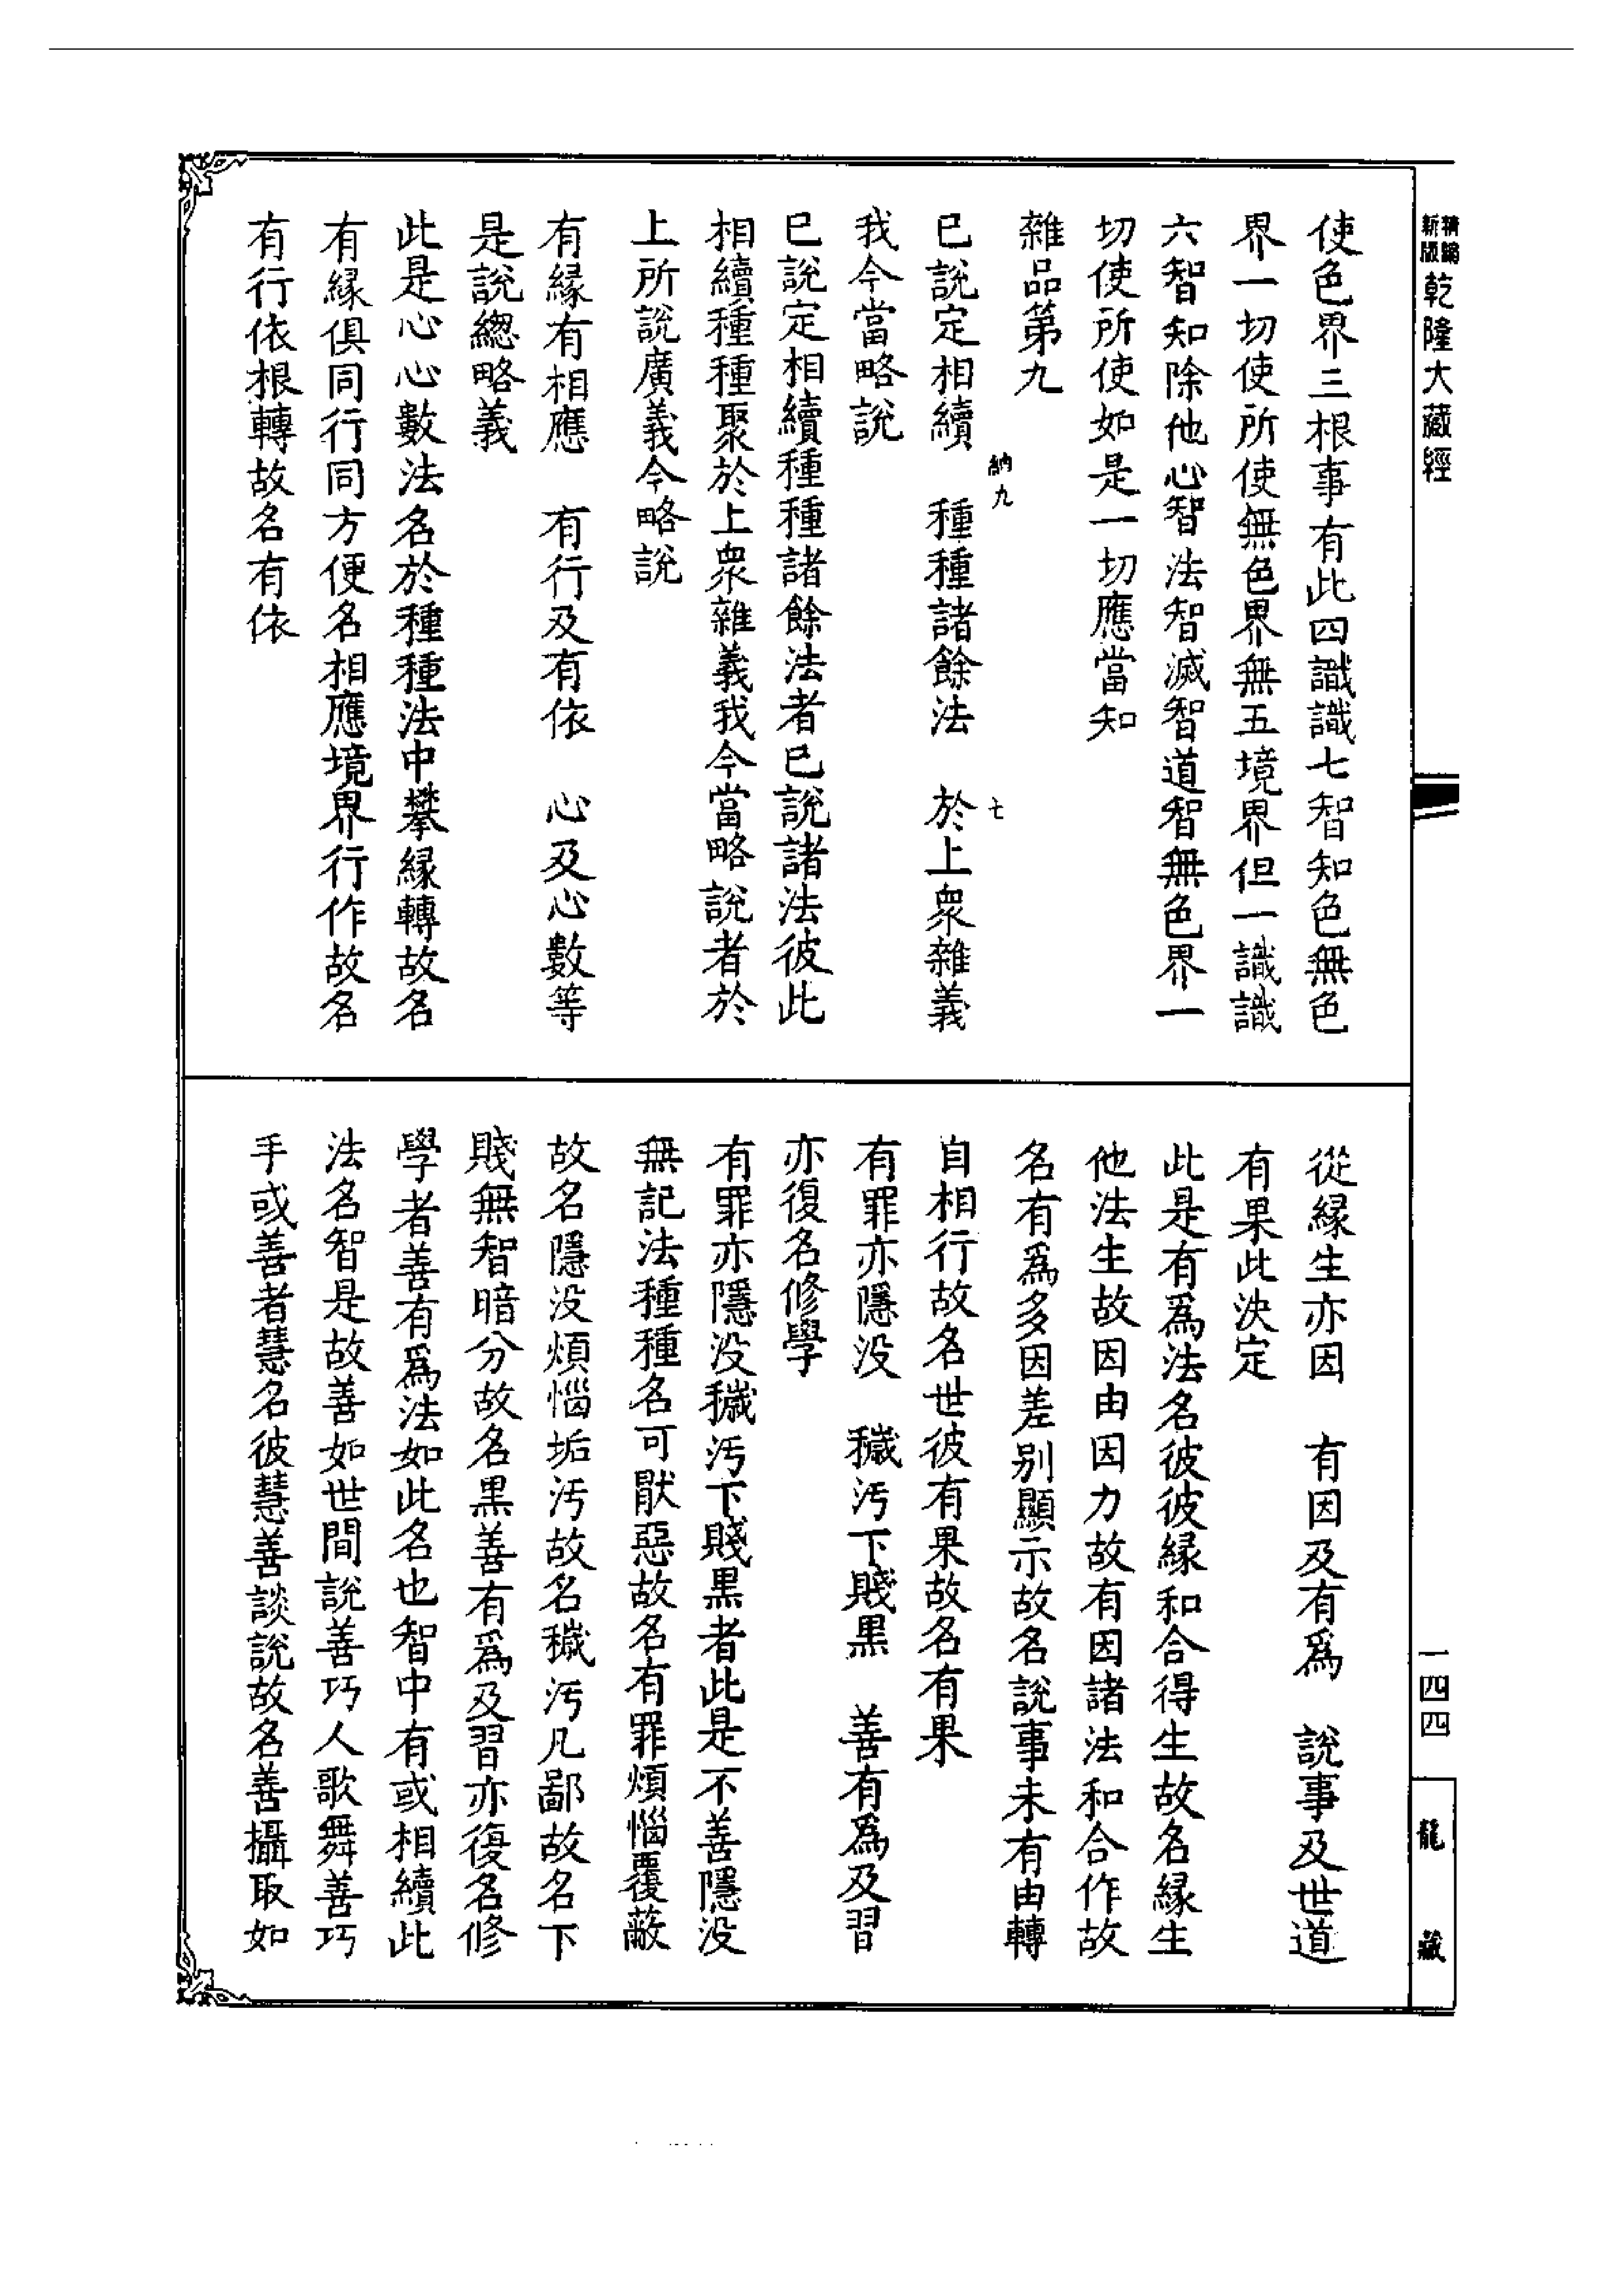 新版
精編
乾隆大藏經
一四四
龍藏
使色界三根事有此四識識七智知色無色
界一切使所使無色界無五境界但一識識
六智知除他心智法智滅智道智無色界一
切使所使如是一切應當知
雜品第九
納九
七
已說定相續　種種諸餘法　於上衆雜義
我今當略說
已說定相續種種諸餘法者已說諸法彼此
相續種種聚於上衆雜義我今當略說者於
上所說廣義今略說
有緣有相應　有行及有依　心及心數等
是說緫略義
此是心心數法名於種種法中攀緣轉故名
有緣俱同行同方便名相應境界行作故名
有行依根轉故名有依
從緣生亦因　有因及有爲　說事及世道
有果此決定
此是有爲法名彼彼緣和合得生故名緣生
他法生故因由因力故有因諸法和合作故
名有爲多因差别顯示故名說事未有由轉
自相行故名世彼有果故名有果
有罪亦隱没　穢汚下賤黒　善有爲及習
亦復名修學
有罪亦隱没穢汚下賤黒者此是不善隱没
無記法種種名可猒惡故名有罪煩惱覆蔽
故名隱没煩惱垢汚故名穢汚凡鄙故名下
賤無智暗分故名黒善有爲及習亦復名修
學者善有爲法如此名也智中有或相續此
法名智是故善如世間說善巧人歌舞善巧
手或善者慧名彼慧善談說故名善攝取如